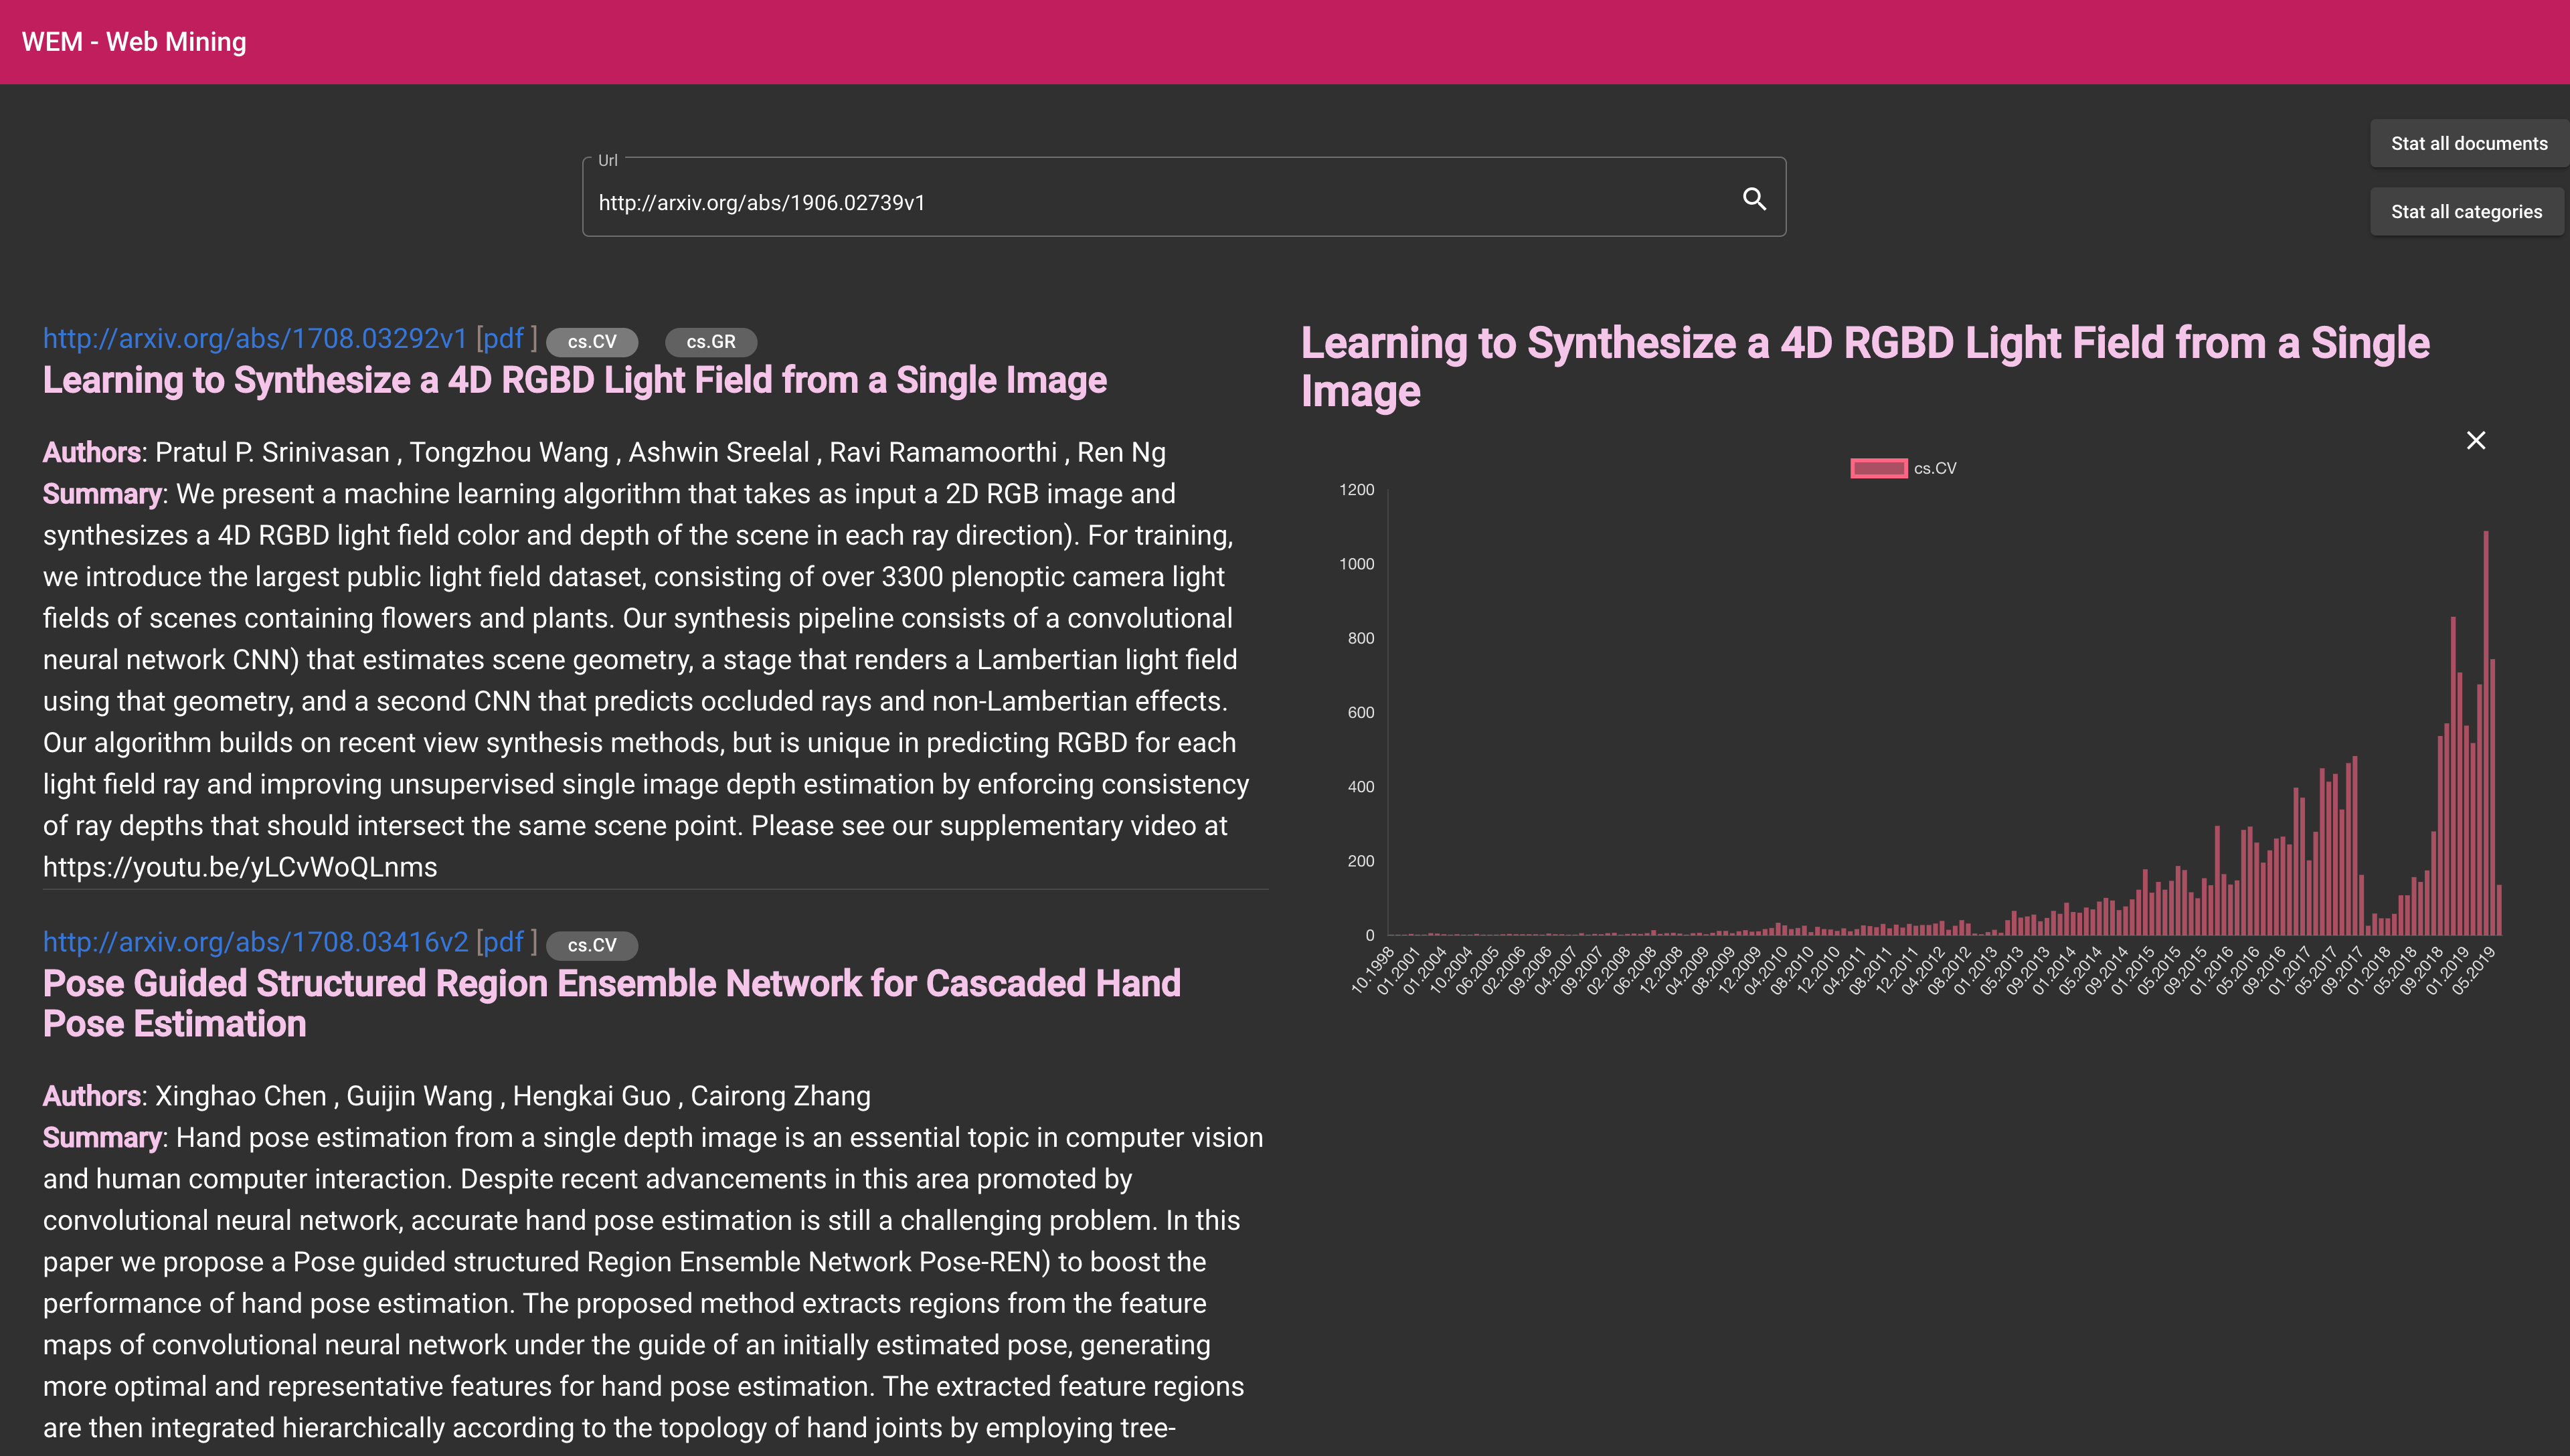 WEM - Web Mining
Stat all documents
Url
http://arxiv.org/abs/1906.02739v1
Stat all categories
http://arxiv.org/abs/1708.03292v1 [pdf ] cs.CV cs.GR
Learning to Synthesize a 4D RGBD Light Field from a Single Image
Authors: Pratul P. Srinivasan , Tongzhou Wang , Ashwin Sreelal , Ravi Ramamoorthi , Ren Ng
Summary: We present a machine learning algorithm that takes as input a 2D RGB image and
synthesizes a 4D RGBD light field color and depth of the scene in each ray direction). For training,
we introduce the largest public light field dataset, consisting of over 3300 plenoptic camera light
fields of scenes containing flowers and plants. Our synthesis pipeline consists of a convolutional
neural network CNN) that estimates scene geometry, a stage that renders a Lambertian light field
using that geometry, and a second CNN that predicts occluded rays and non-Lambertian effects.
Our algorithm builds on recent view synthesis methods, but is unique in predicting RGBD for each
light field ray and improving unsupervised single image depth estimation by enforcing consistency
of ray depths that should intersect the same scene point. Please see our supplementary video at
https://youtu.be/yLCvWoQLnms
http://arxiv.org/abs/1708.03416v2 [pdf ] cs.CV
Pose Guided Structured Region Ensemble Network for Cascaded Hand
Pose Estimation
Authors: Xinghao Chen , Guijin Wang , Hengkai Guo , Cairong Zhang
Summary: Hand pose estimation from a single depth image is an essential topic in computer vision
and human computer interaction. Despite recent advancements in this area promoted by
convolutional neural network, accurate hand pose estimation is still a challenging problem. In this
paper we propose a Pose guided structured Region Ensemble Network Pose-REN) to boost the
performance of hand pose estimation. The proposed method extracts regions from the feature
maps of convolutional neural network under the guide of an initially estimated pose, generating
more optimal and representative features for hand pose estimation. The extracted feature regions
are then integrated hierarchically according to the topology of hand joints by employing tree-
Learning to Synthesize a 4D RGBD Light Field from a Single
Image
cs.CV
1200
1000
800
600
400
200
0
10.1998
01.2001
01.2004
10.2004
06.2005
02.2006
09.2006
04.2007
09.2007
02.2008
06.2008
12.2008
04.2009
08.2009
12.2009
04.2010
08.2010
12.2010
04.2011
08.2011
12.2011
04.2012
08.2012
01.2013
05.2013
09.2013
01.2014
05.2014
09.2014
01.2015
05.2015
09.2015
01.2016
05.2016
09.2016
01.2017
05.2017
09.2017
01.2018
05.2018
09.2018
01.2019
05.2019